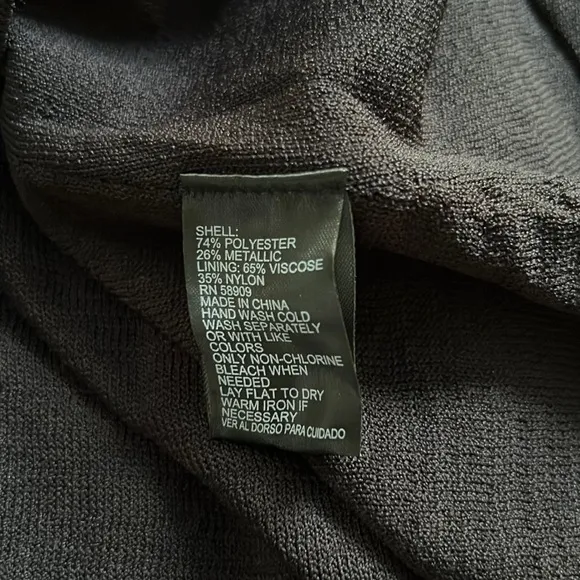 SHELL:
74% POLYESTER
26% METALLIC
LINING: 65% VISCOSE
35% NYLON
RN 58909
MADE IN CHINA
HAND WASH COLD
WASH SEPARATELY
OR WITH LIKE
COLORS
ONLY NON-CHLORINE
BLEACH WHEN
NEEDED
LAY FLAT TO DRY
WARM IRON IF
NECESSARY
VER AL DORSO PARA CUIDADO